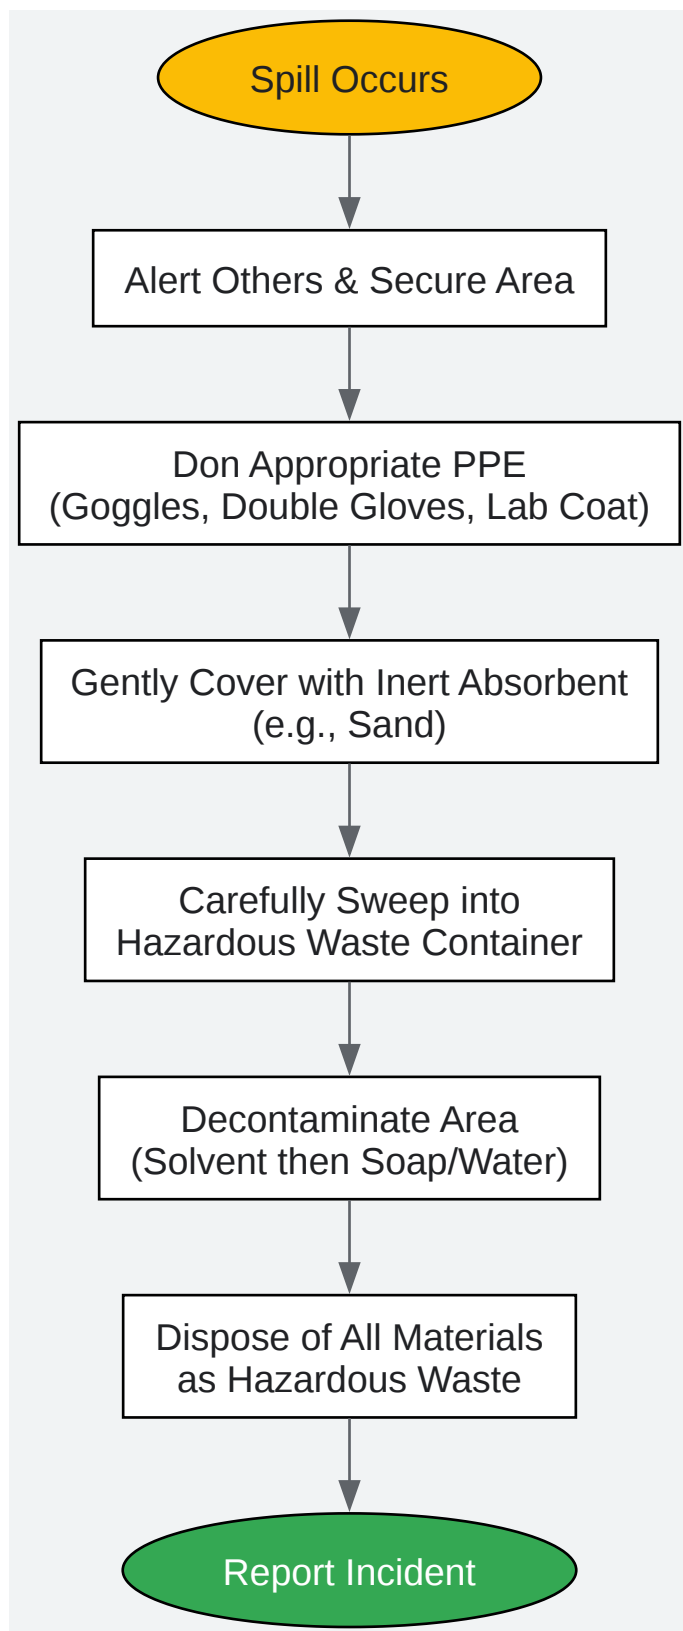 Spill Occurs
Alert Others & Secure Area
Don Appropriate PPE
(Goggles, Double Gloves, Lab Coat)
Gently Cover with Inert Absorbent
(e.g., Sand)
Carefully Sweep into
Hazardous Waste Container
Decontaminate Area
(Solvent then Soap/Water)
Dispose of All Materials
as Hazardous Waste
Report Incident